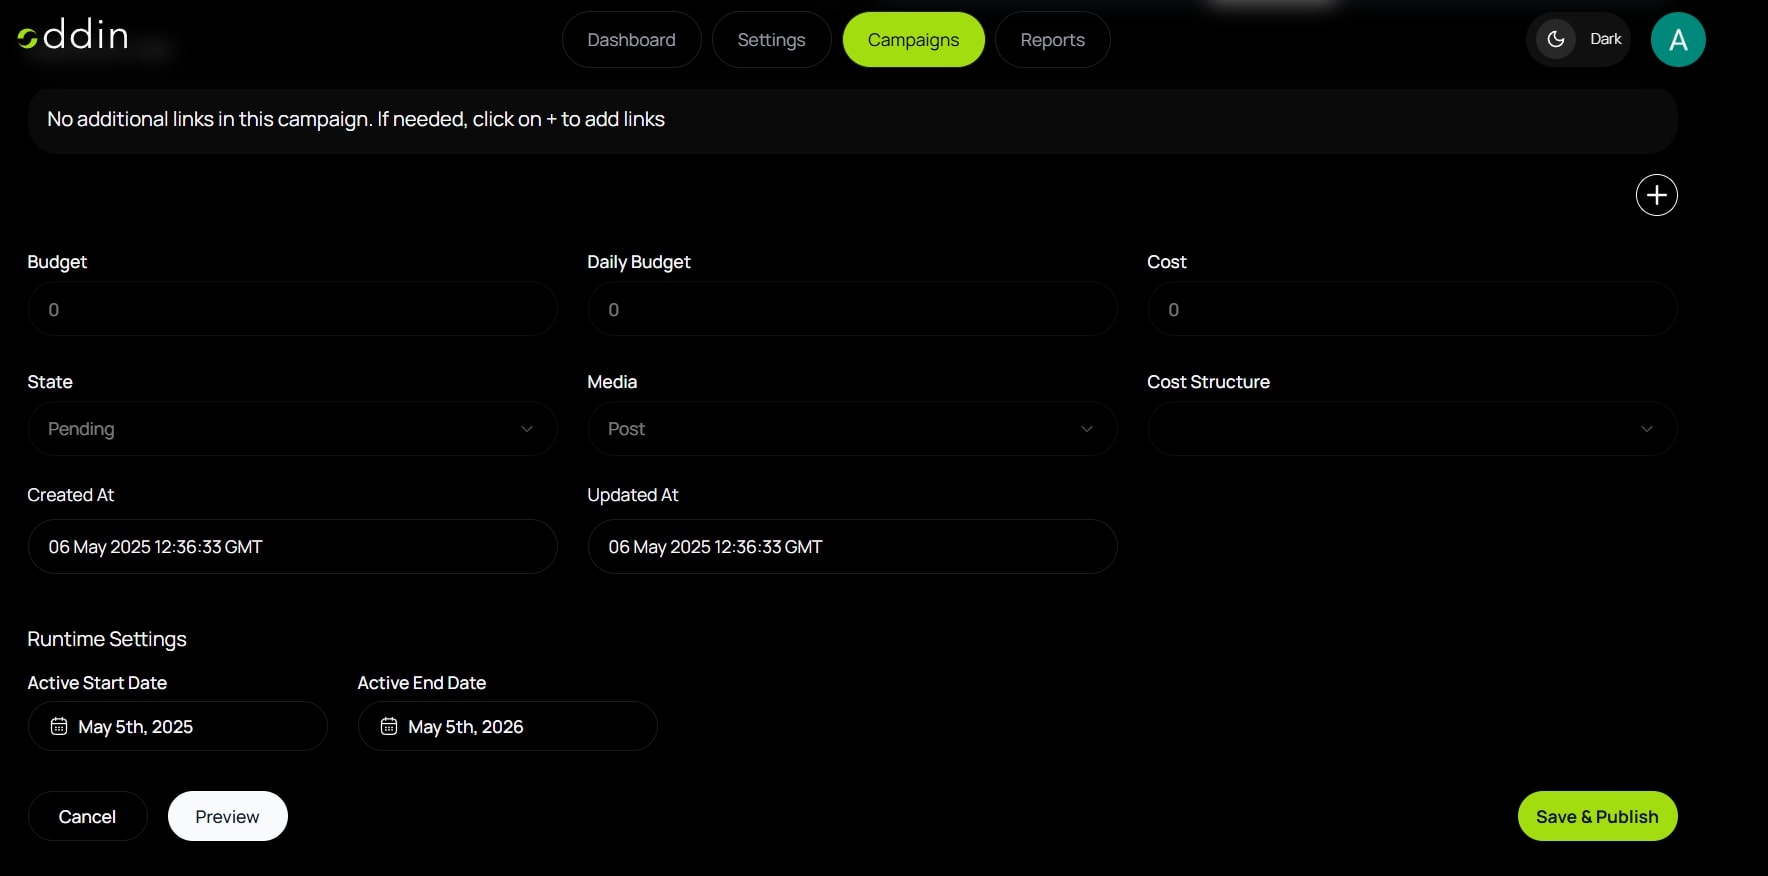 ddin
Dashboard
Settings
Campaigns
Reports
Dark
A
No additional links in this campaign. If needed, click on + to add links
Budget
Daily Budget
Cost
0
0
0
State
Media
Cost Structure
Pending
Post
Created At
Updated At
06 May 2025 12:36:33 GMT
06 May 2025 12:36:33 GMT
Runtime Settings
Active Start Date
Active End Date
May 5th, 2025
May 5th, 2026
Cancel
Preview
Save & Publish